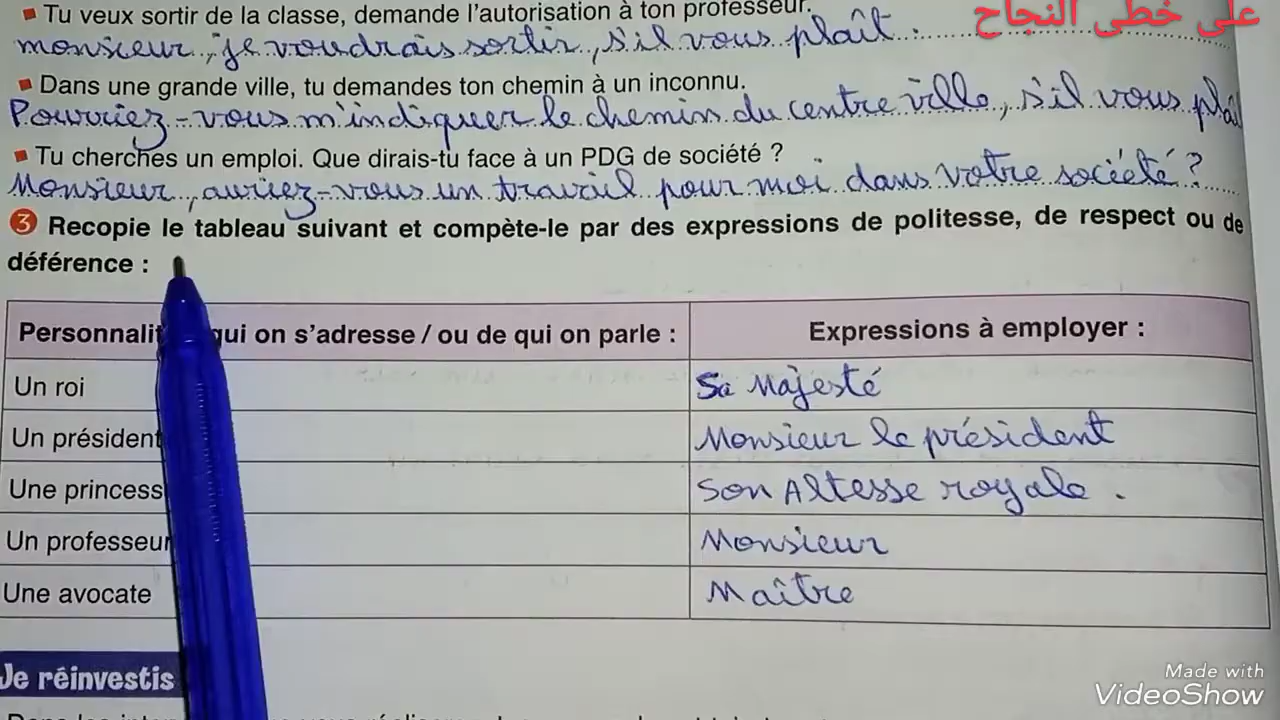 Tu veux sortir de la classe, demande l'autorisation à ton professeur.
على خطى النجاح
monsieur, je voudrais sortir, s'il vous plaît.
Dans une grande ville, tu demandes ton chemin à un inconnu.
Pourriez-vous m'indiquer le chemin du centre ville, s'il vous plaî
Tu cherches un emploi. Que dirais-tu face à un PDG de société ?
Monsieur, auriez-vous un travail pour moi dans votre société ?
3 Recopie le tableau suivant et compète-le par des expressions de politesse, de respect ou de
déférence :
Personnalit qui on s'adresse / ou de qui on parle : Expressions à employer :
Un roi Sa Majesté
Un président Monsieur le président
Une princess Son Altesse royale.
Un professeur Monsieur
Une avocate Maître
Je réinvestis
Made with
VideoShow